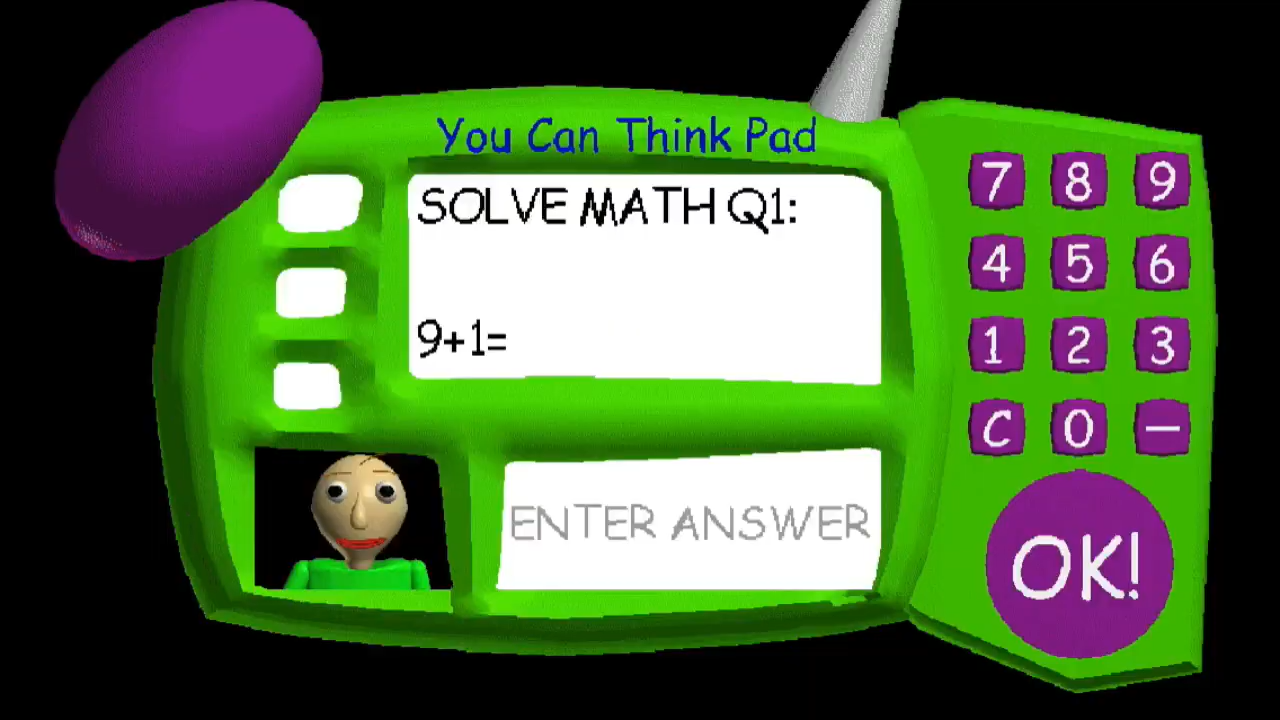 You Can Think Pad
SOLVE MATH Q1:
9+1=
ENTER ANSWER
7 8 9
4 5 6
1 2 3
C 0 −
OK!